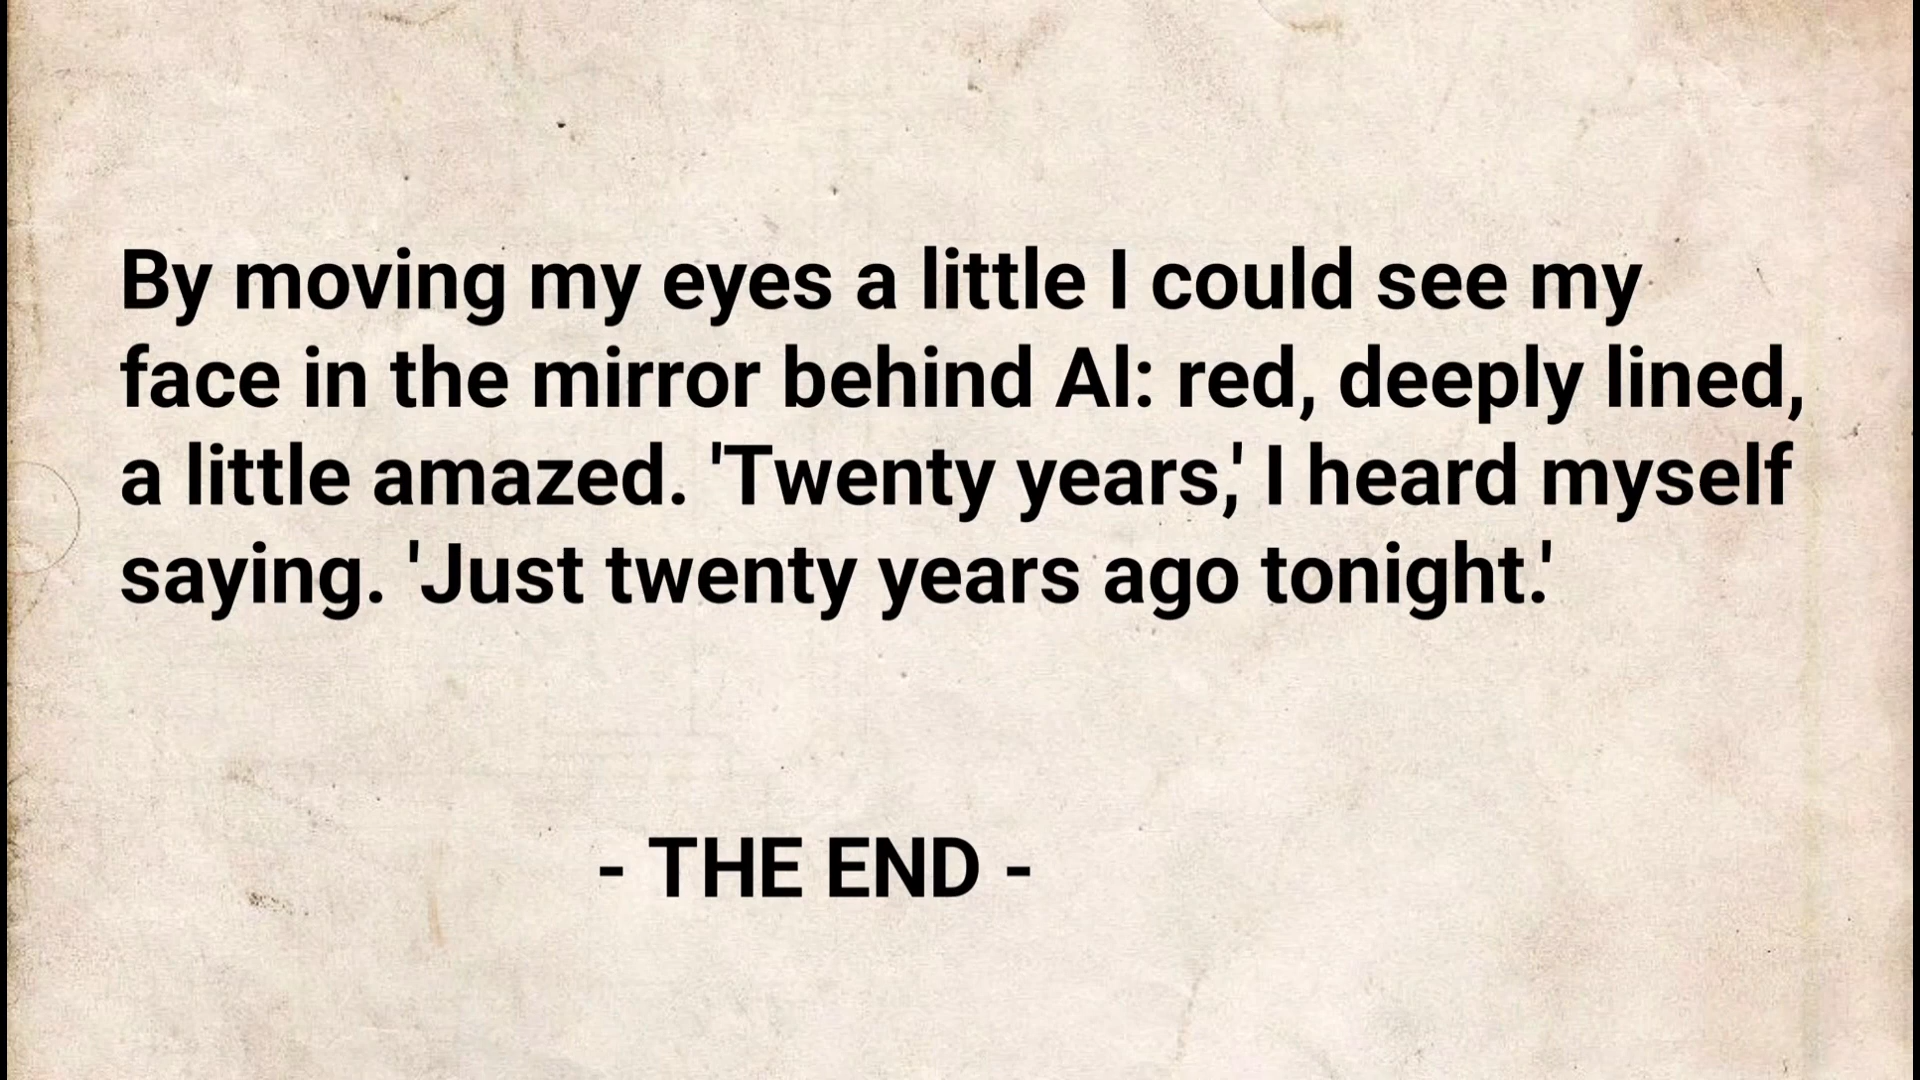 By moving my eyes a little I could see my
face in the mirror behind Al: red, deeply lined,
a little amazed. 'Twenty years,' I heard myself
saying. 'Just twenty years ago tonight.'
- THE END -